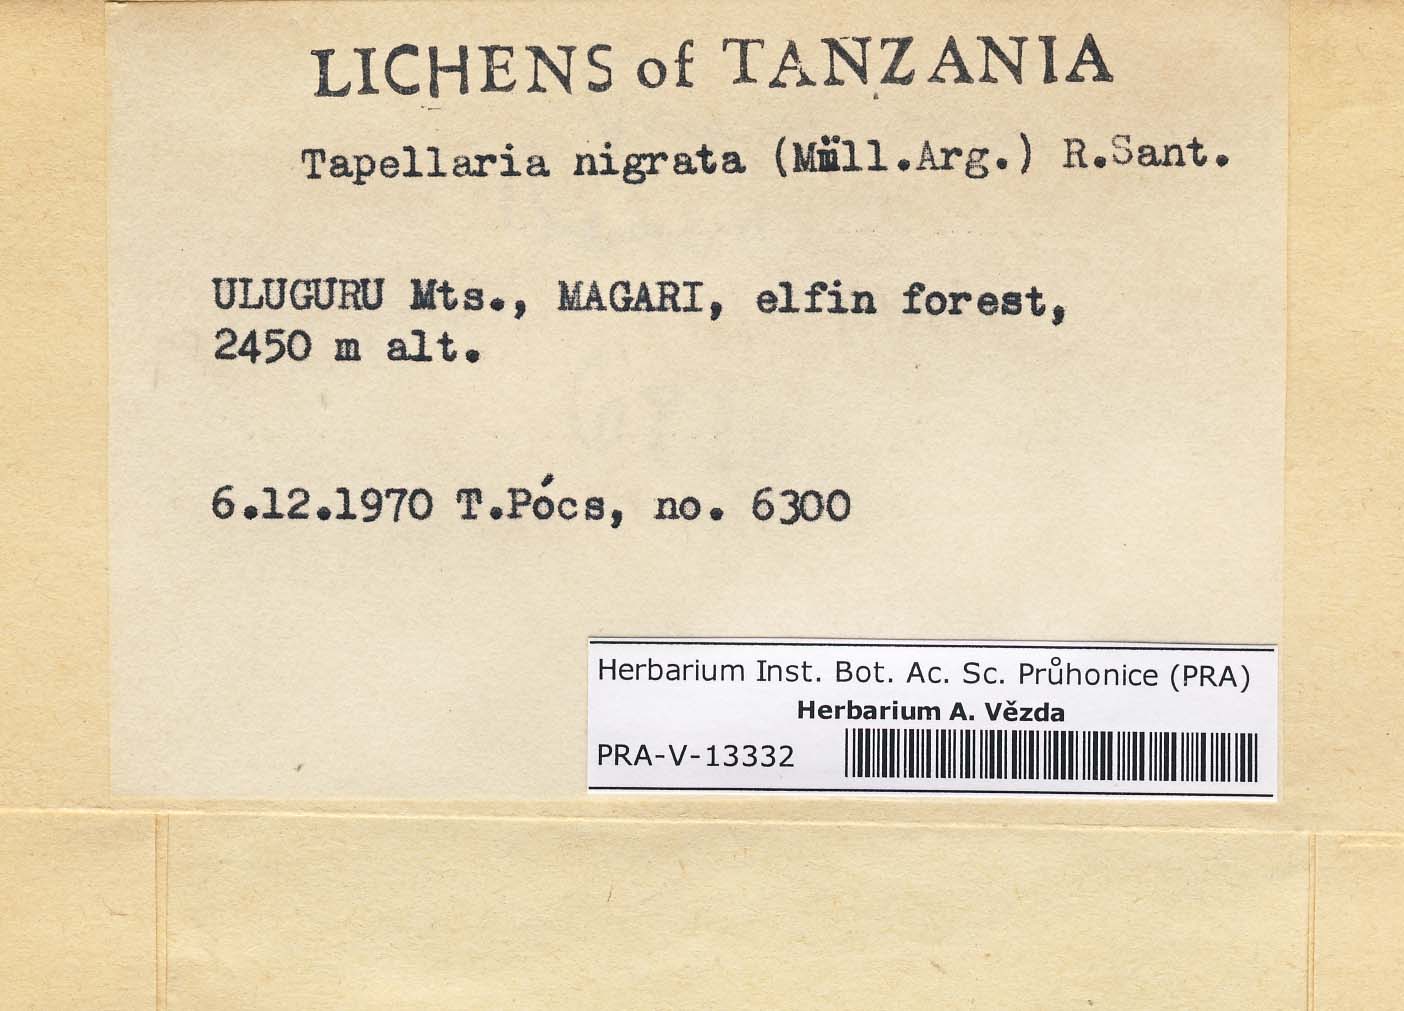 LICHENS of TANZANIA
Tapellaria nigrata (Müll.Arg.) R.Sant.
ULUGURU Mts., MAGARI, elfin forest,
2450 m alt.
6.12.1970 T.Pócs, no. 6300
Herbarium Inst. Bot. Ac. Sc. Průhonice (PRA)
Herbarium A. Vězda
PRA-V-13332